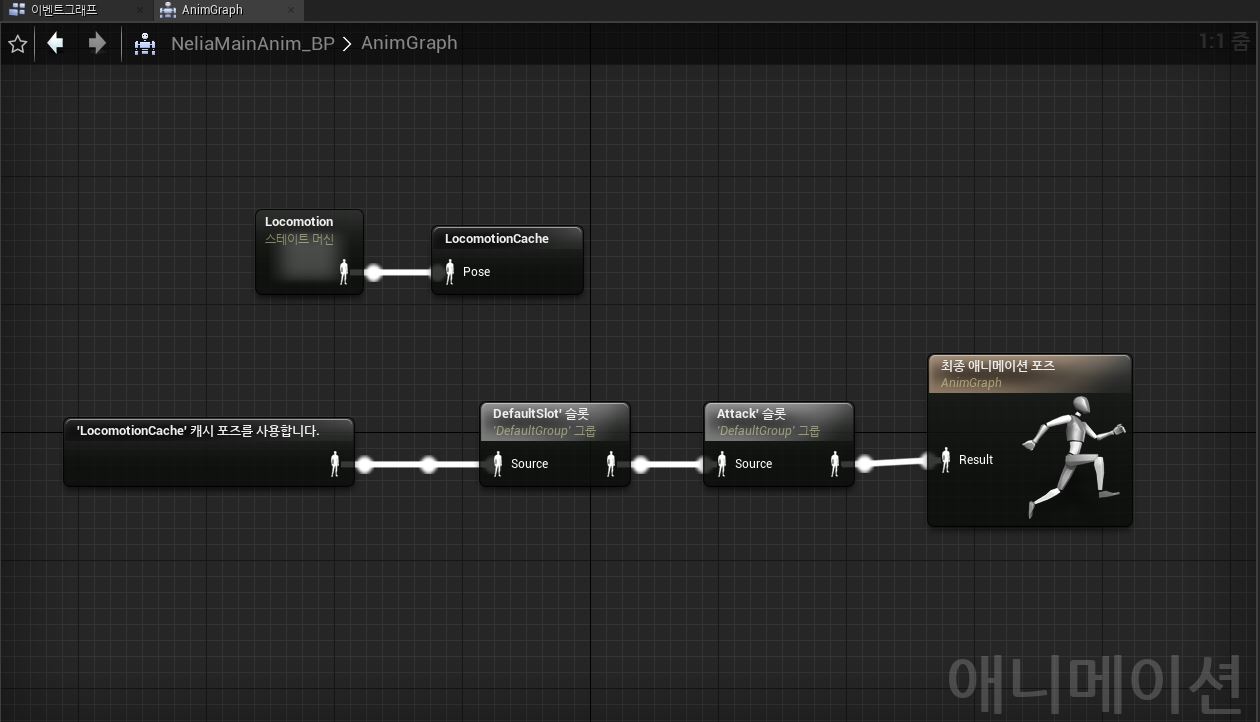 이벤트그래프
AnimGraph
NeliaMainAnim_BP > AnimGraph
1:1 줌
Locomotion
스테이트 머신
LocomotionCache
Pose
최종 애니메이션 포즈
AnimGraph
Result
'LocomotionCache' 캐시 포즈를 사용합니다.
DefaultSlot' 슬롯
'DefaultGroup' 그룹
Source
Attack' 슬롯
'DefaultGroup' 그룹
Source
애니메이션